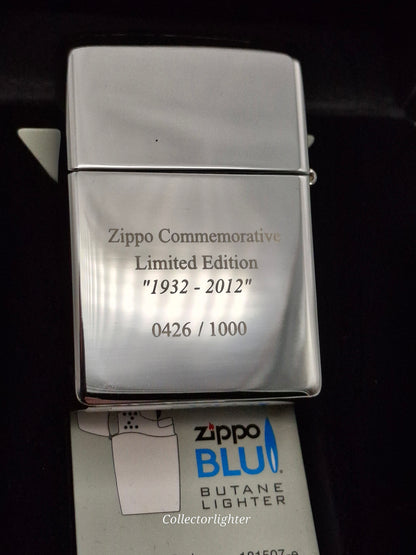 Zippo Commemorative
Limited Edition
"1932 - 2012"
0426 / 1000
zippo
BLU
BUTANE
LIGHTER
Collectorlighter